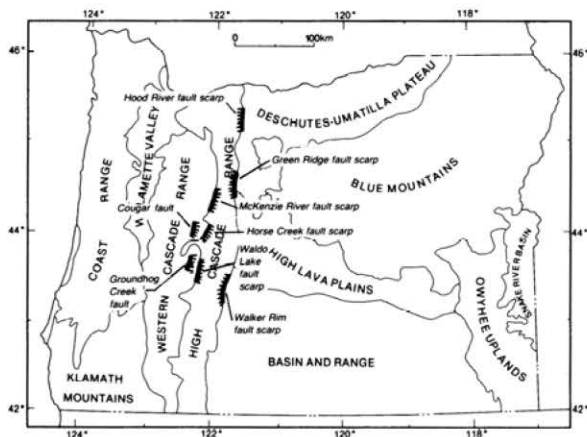 124° 122° 120° 118°
46°
0 100km
Hood River fault scarp
DESCHUTES-UMATILLA PLATEAU
WILLAMETTE VALLEY
COAST RANGE
RANGE
RANGE
Green Ridge fault scarp
BLUE MOUNTAINS
McKenzie River fault scarp
Cougar fault
44° 44°
Horse Creek fault scarp
CASCADE
CASCADE
Waldo
Lake
fault
scarp
HIGH LAVA PLAINS
SNAKE RIVER BASIN
Groundhog
Creek
fault
Walker Rim
fault scarp
WESTERN
HIGH
OWYHEE UPLANDS
BASIN AND RANGE
KLAMATH
MOUNTAINS
42° 42°
124° 122° 120° 118°